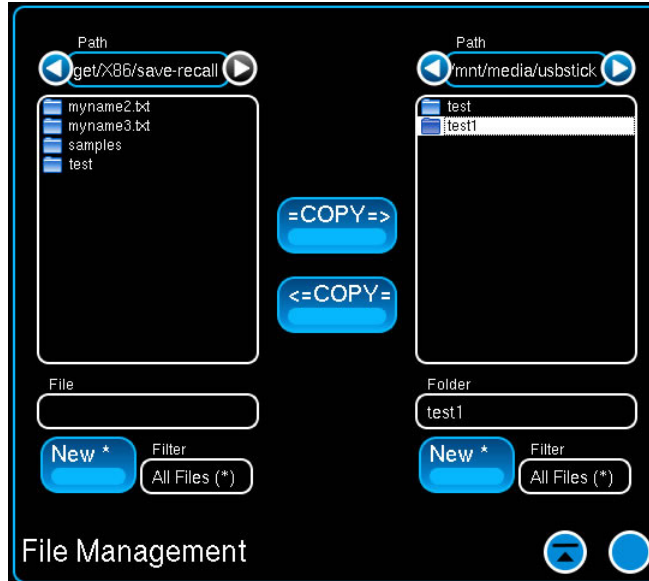 Path
get/X86/save-recall
myname2.txt
myname3.txt
samples
test
File
New *
Filter
All Files (*)
=COPY=>
<=COPY=
Path
/mnt/media/usbstick
test
test1
Folder
test1
New *
Filter
All Files (*)
File Management